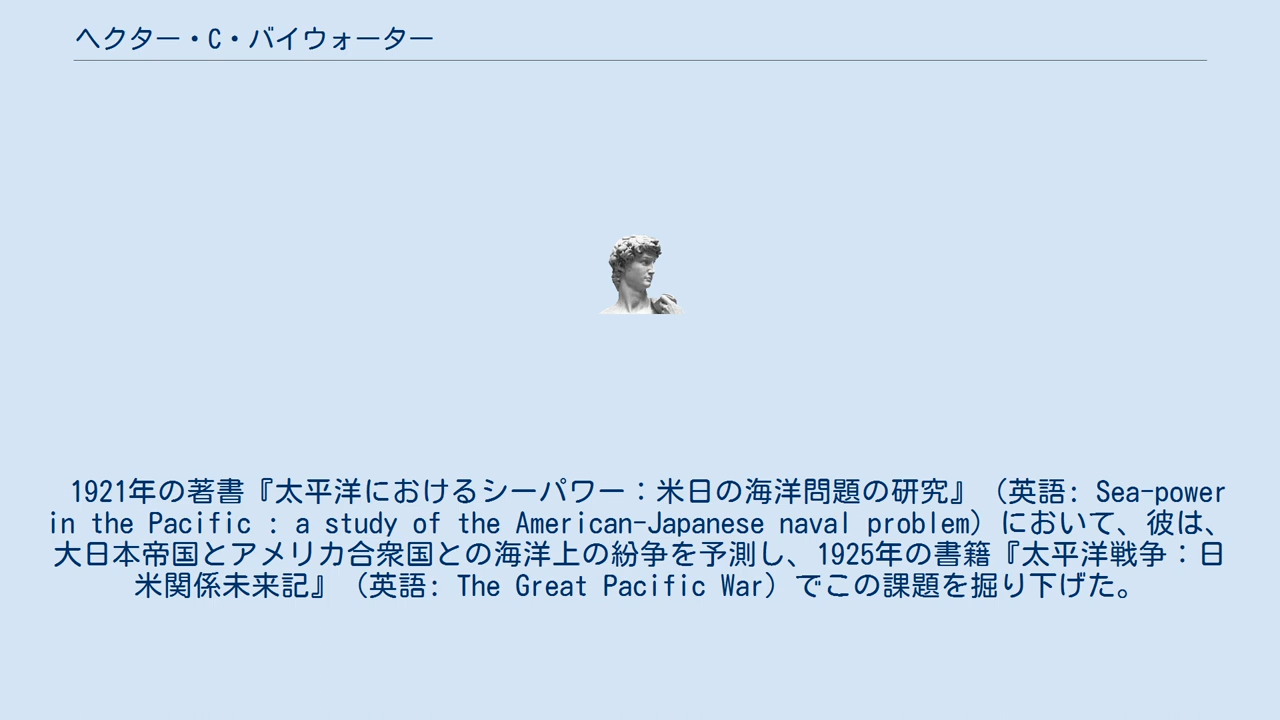 ヘクター・C・バイウォーター
1921年の著書『太平洋におけるシーパワー：米日の海洋問題の研究』（英語: Sea-power
in the Pacific : a study of the American-Japanese naval problem）において、彼は、
大日本帝国とアメリカ合衆国との海洋上の紛争を予測し、1925年の書籍『太平洋戦争：日
米関係未来記』（英語: The Great Pacific War）でこの課題を掘り下げた。